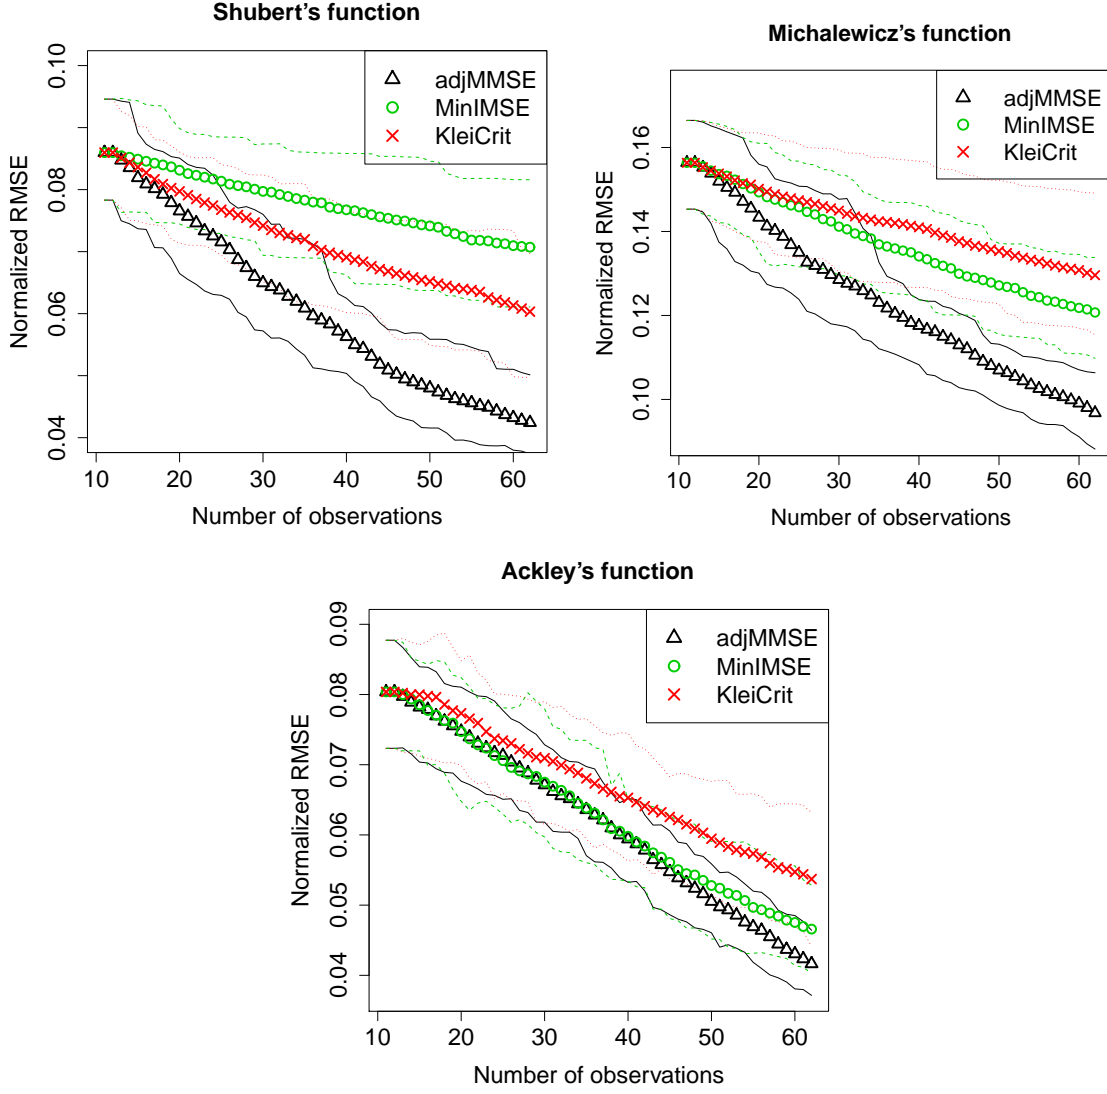 Shubert's function
Normalized RMSE
0.04 0.06 0.08 0.10
adjMMSE
MinIMSE
KleiCrit
10 20 30 40 50 60
Number of observations
Michalewicz's function
Normalized RMSE
0.10 0.12 0.14 0.16
adjMMSE
MinIMSE
KleiCrit
10 20 30 40 50 60
Number of observations
Ackley's function
Normalized RMSE
0.04 0.05 0.06 0.07 0.08 0.09
adjMMSE
MinIMSE
KleiCrit
10 20 30 40 50 60
Number of observations